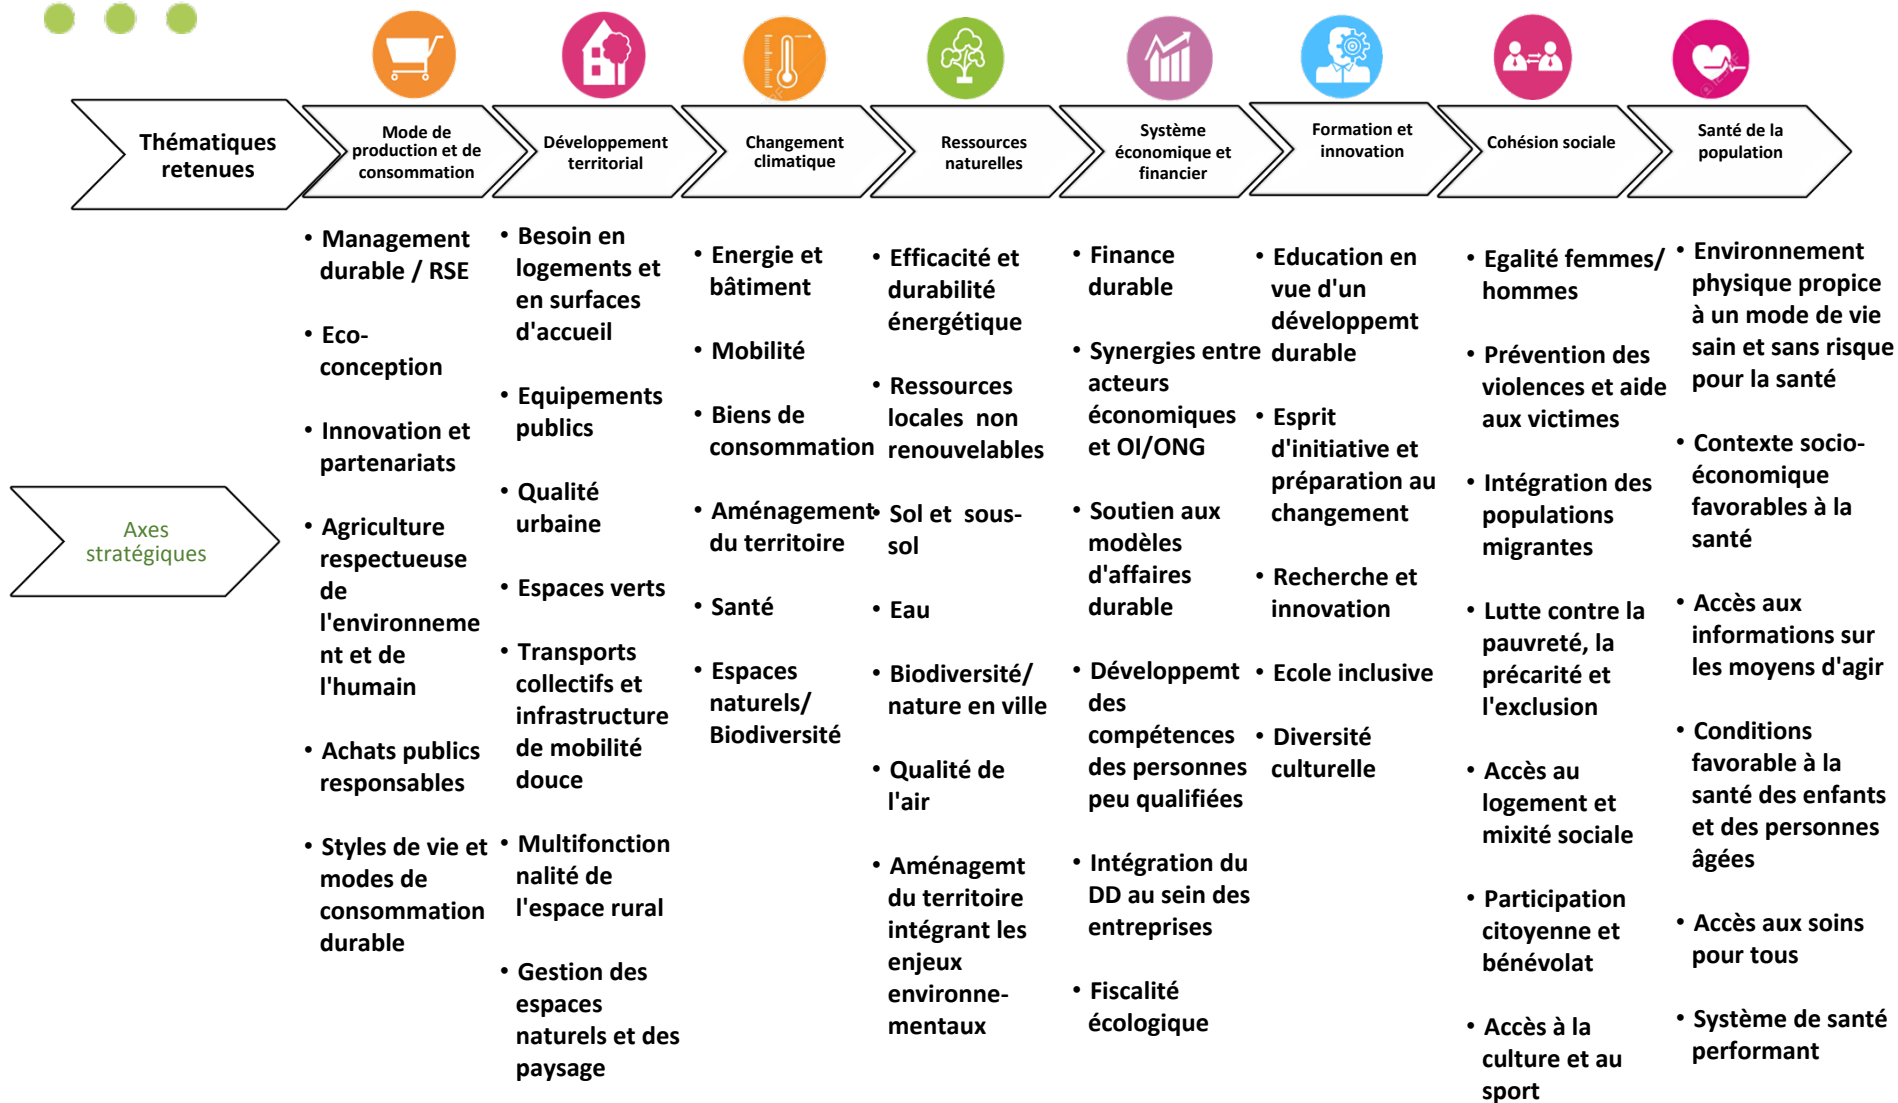 Thématiques
retenues
Mode de
production et de
consommation
Développement
territorial
Changement
climatique
Ressources
naturelles
Système
économique et
financier
Formation et
innovation
Cohésion sociale
Santé de la
population
Axes
stratégiques
• Management
durable / RSE
• Eco-
conception
• Innovation et
partenariats
• Agriculture
respectueuse
de
l'environneme
nt et de
l'humain
• Achats publics
responsables
• Styles de vie et
modes de
consommation
durable
• Besoin en
logements et
en surfaces
d'accueil
• Equipements
publics
• Qualité
urbaine
• Espaces verts
• Transports
collectifs et
infrastructure
de mobilité
douce
• Multifonction
nalité de
l'espace rural
• Gestion des
espaces
naturels et des
paysage
• Energie et
bâtiment
• Mobilité
• Biens de
consommation
• Aménagement
du territoire
• Santé
• Espaces
naturels/
Biodiversité
• Efficacité et
durabilité
énergétique
• Ressources
locales non
renouvelables
• Sol et sous-
sol
• Eau
• Biodiversité/
nature en ville
• Qualité de
l'air
• Aménagemt
du territoire
intégrant les
enjeux
environne-
mentaux
• Finance
durable
• Synergies entre
acteurs
économiques
et OI/ONG
• Soutien aux
modèles
d'affaires
durable
• Développemt
des
compétences
des personnes
peu qualifiées
• Intégration du
DD au sein des
entreprises
• Fiscalité
écologique
• Education en
vue d'un
développemt
durable
• Esprit
d'initiative et
préparation au
changement
• Recherche et
innovation
• Ecole inclusive
• Diversité
culturelle
• Egalité femmes/
hommes
• Prévention des
violences et aide
aux victimes
• Intégration des
populations
migrantes
• Lutte contre la
pauvreté, la
précarité et
l'exclusion
• Accès au
logement et
mixité sociale
• Participation
citoyenne et
bénévolat
• Accès à la
culture et au
sport
• Environnement
physique propice
à un mode de vie
sain et sans risque
pour la santé
• Contexte socio-
économique
favorables à la
santé
• Accès aux
informations sur
les moyens d'agir
• Conditions
favorable à la
santé des enfants
et des personnes
âgées
• Accès aux soins
pour tous
• Système de santé
performant